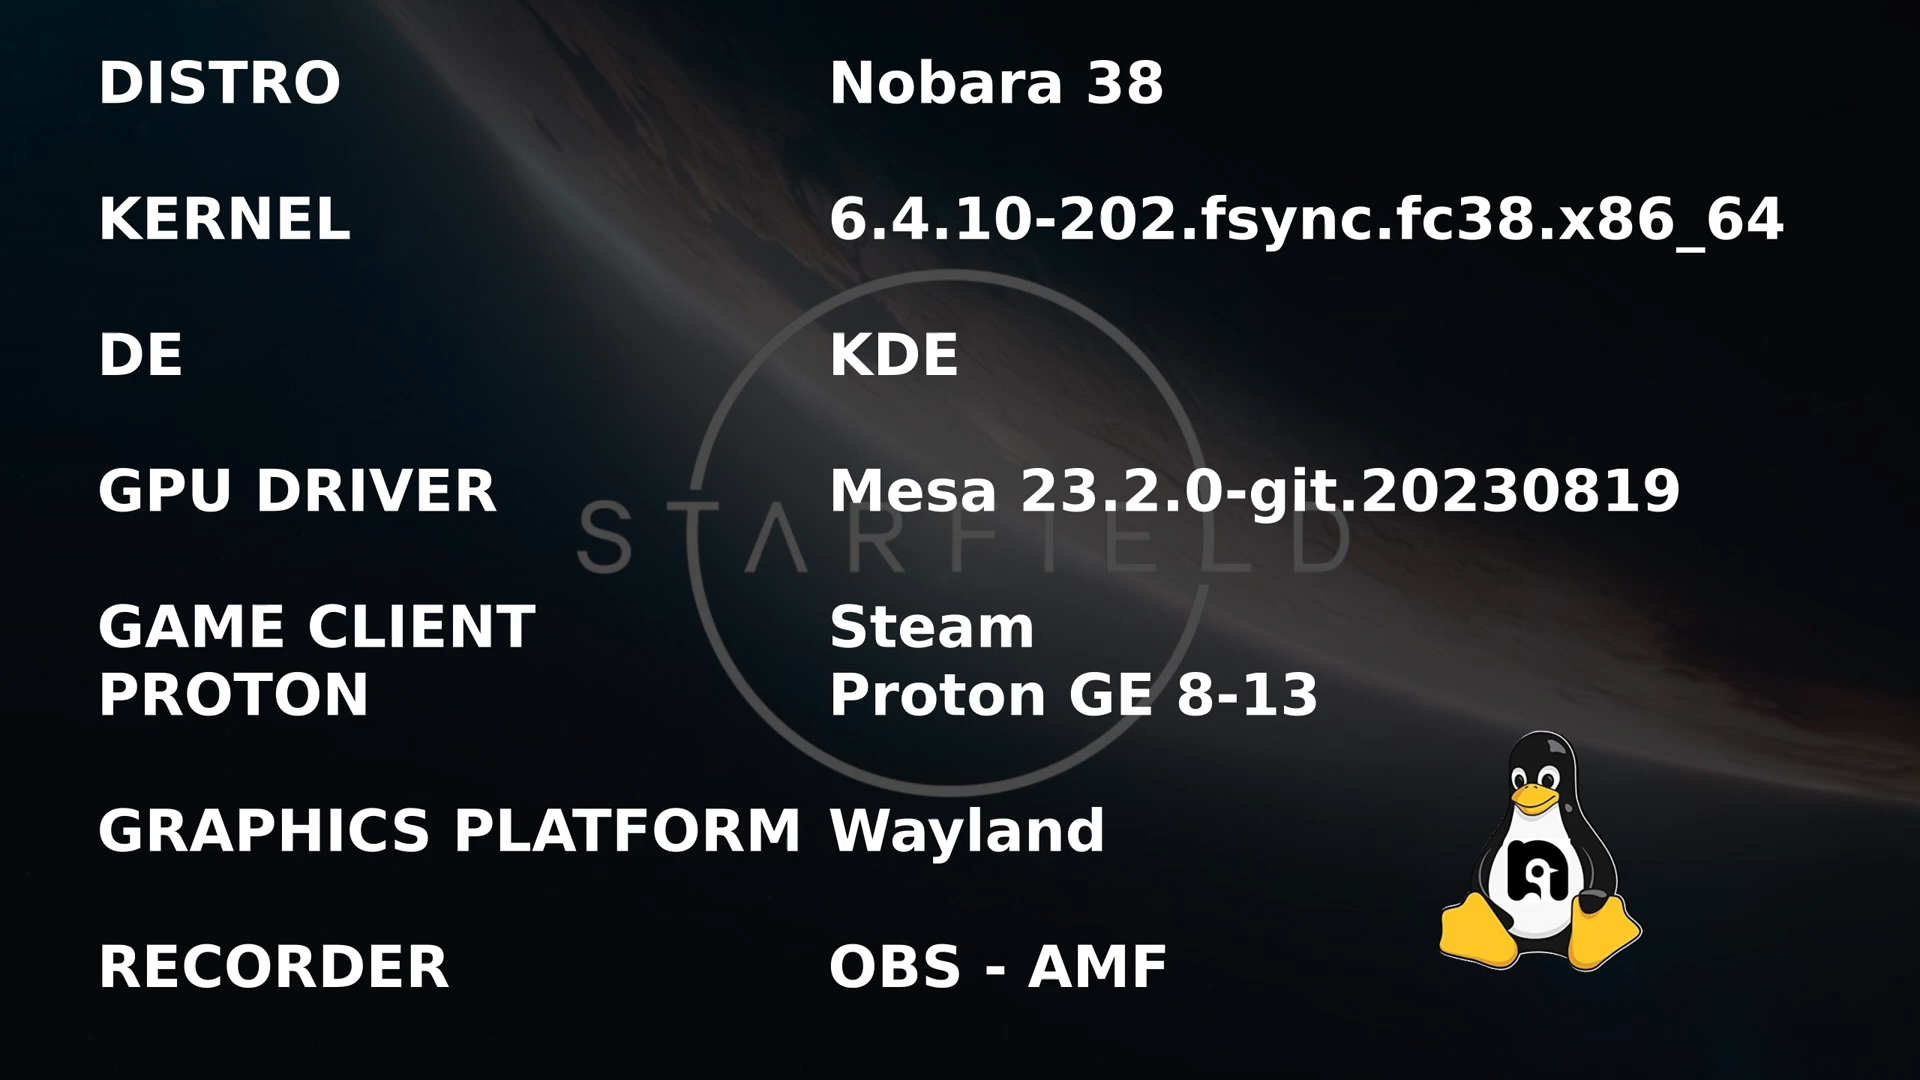 DISTRO Nobara 38
KERNEL 6.4.10-202.fsync.fc38.x86_64
DE KDE
GPU DRIVER Mesa 23.2.0-git.20230819
STARFIELD
GAME CLIENT Steam
PROTON Proton GE 8-13
GRAPHICS PLATFORM Wayland
RECORDER OBS - AMF